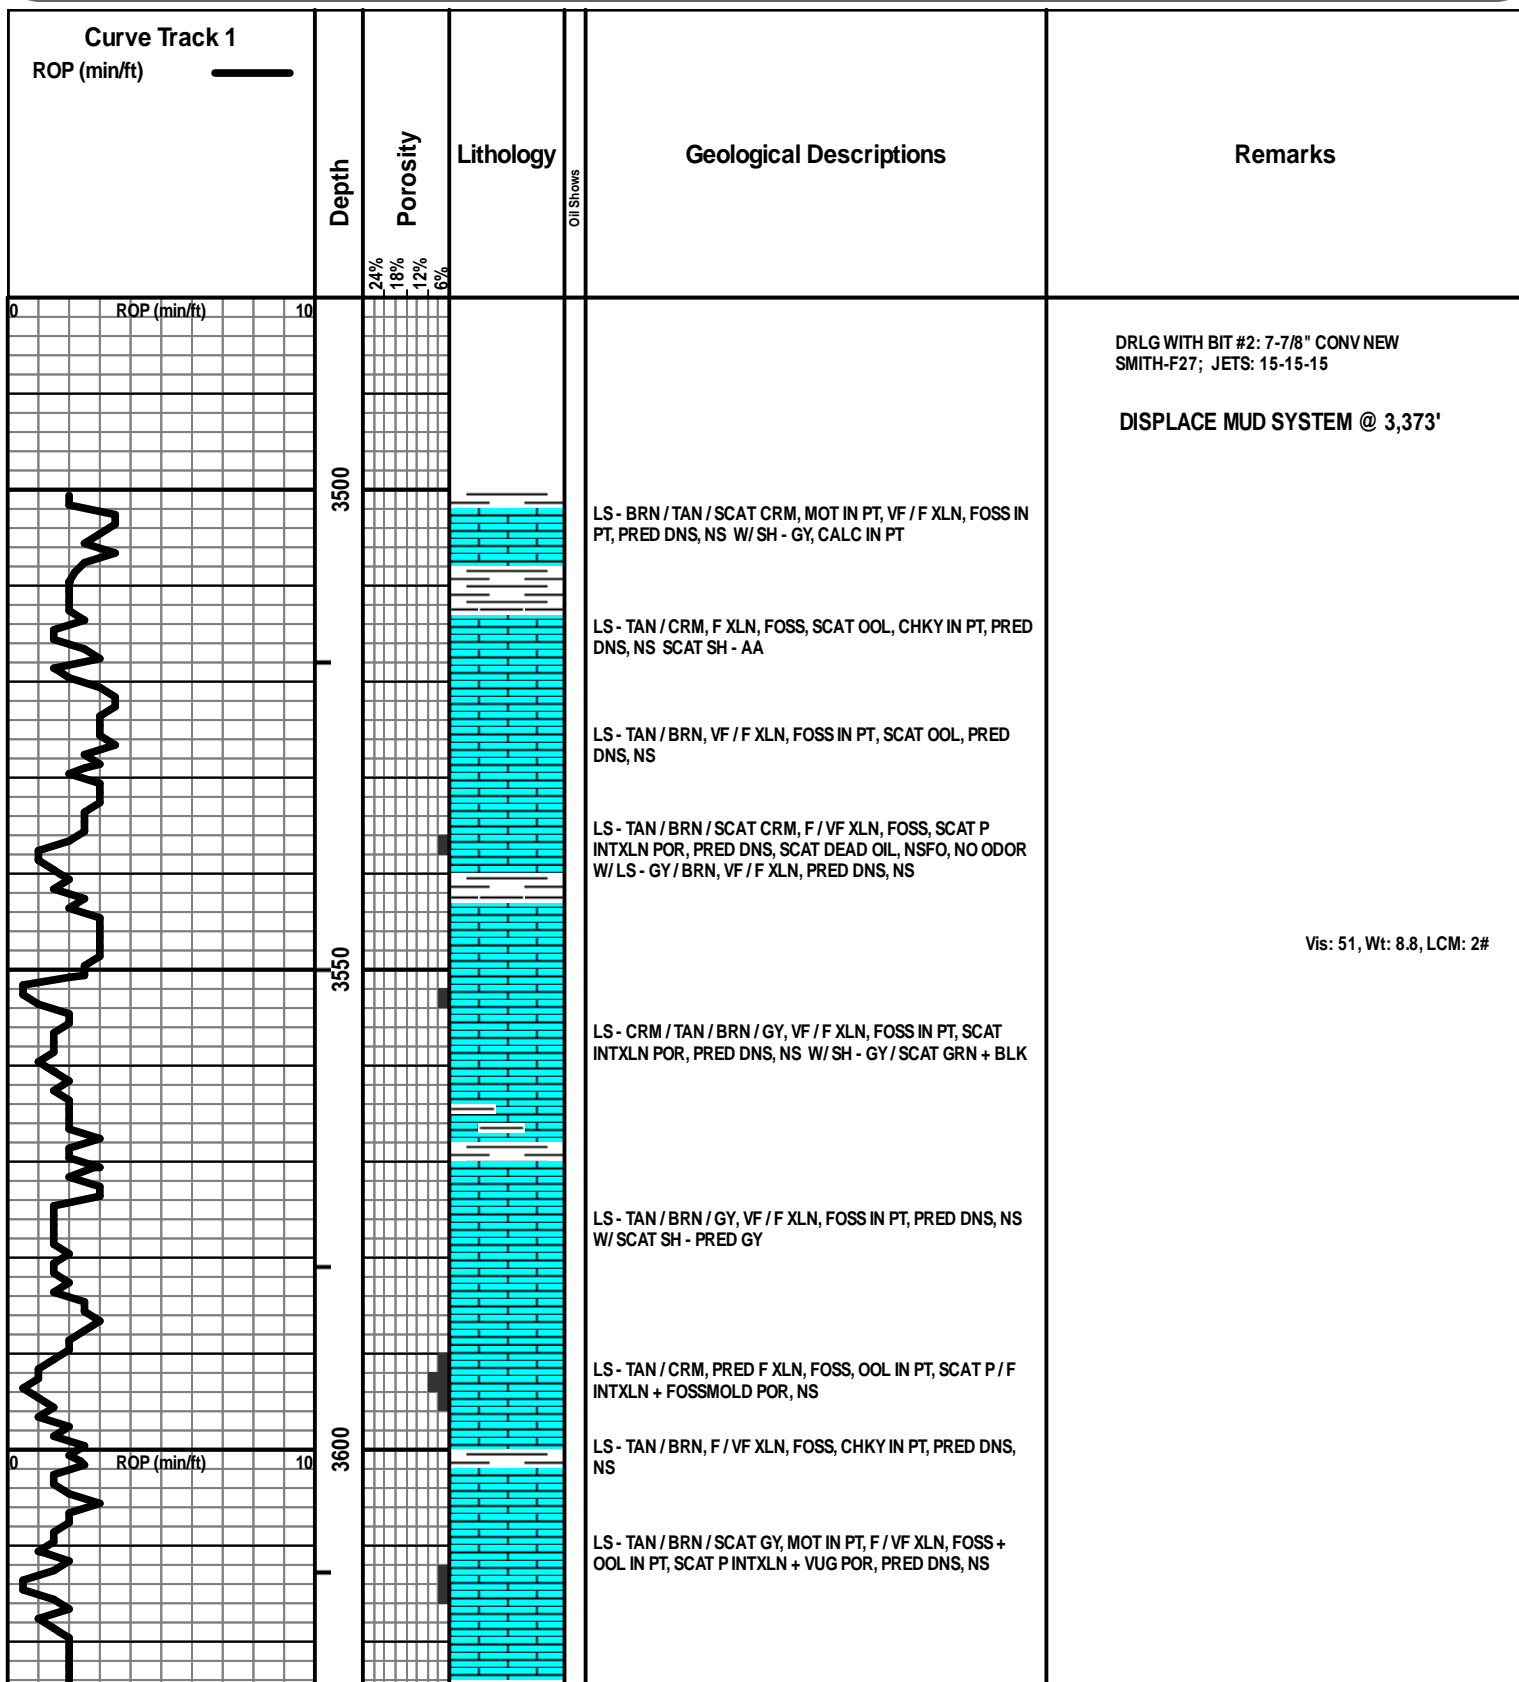 Curve Track 1
ROP (min/ft)
Depth
Porosity
24%
18%
12%
6%
Lithology
Oil Shows
Geological Descriptions
Remarks
0 ROP (min/ft) 10
DRLG WITH BIT #2: 7-7/8" CONV NEW
SMITH-F27; JETS: 15-15-15
DISPLACE MUD SYSTEM @ 3,373'
3500
LS - BRN / TAN / SCAT CRM, MOT IN PT, VF / F XLN, FOSS IN
PT, PRED DNS, NS W/ SH - GY, CALC IN PT
LS - TAN / CRM, F XLN, FOSS, SCAT OOL, CHKY IN PT, PRED
DNS, NS SCAT SH - AA
LS - TAN / BRN, VF / F XLN, FOSS IN PT, SCAT OOL, PRED
DNS, NS
LS - TAN / BRN / SCAT CRM, F / VF XLN, FOSS, SCAT P
INTXLN POR, PRED DNS, SCAT DEAD OIL, NSFO, NO ODOR
W/ LS - GY / BRN, VF / F XLN, PRED DNS, NS
Vis: 51, Wt: 8.8, LCM: 2#
3550
LS - CRM / TAN / BRN / GY, VF / F XLN, FOSS IN PT, SCAT
INTXLN POR, PRED DNS, NS W/ SH - GY / SCAT GRN + BLK
LS - TAN / BRN / GY, VF / F XLN, FOSS IN PT, PRED DNS, NS
W/ SCAT SH - PRED GY
LS - TAN / CRM, PRED F XLN, FOSS, OOL IN PT, SCAT P / F
INTXLN + FOSSMOLD POR, NS
3600
LS - TAN / BRN, F / VF XLN, FOSS, CHKY IN PT, PRED DNS,
NS
0 ROP (min/ft) 10
LS - TAN / BRN / SCAT GY, MOT IN PT, F / VF XLN, FOSS +
OOL IN PT, SCAT P INTXLN + VUG POR, PRED DNS, NS